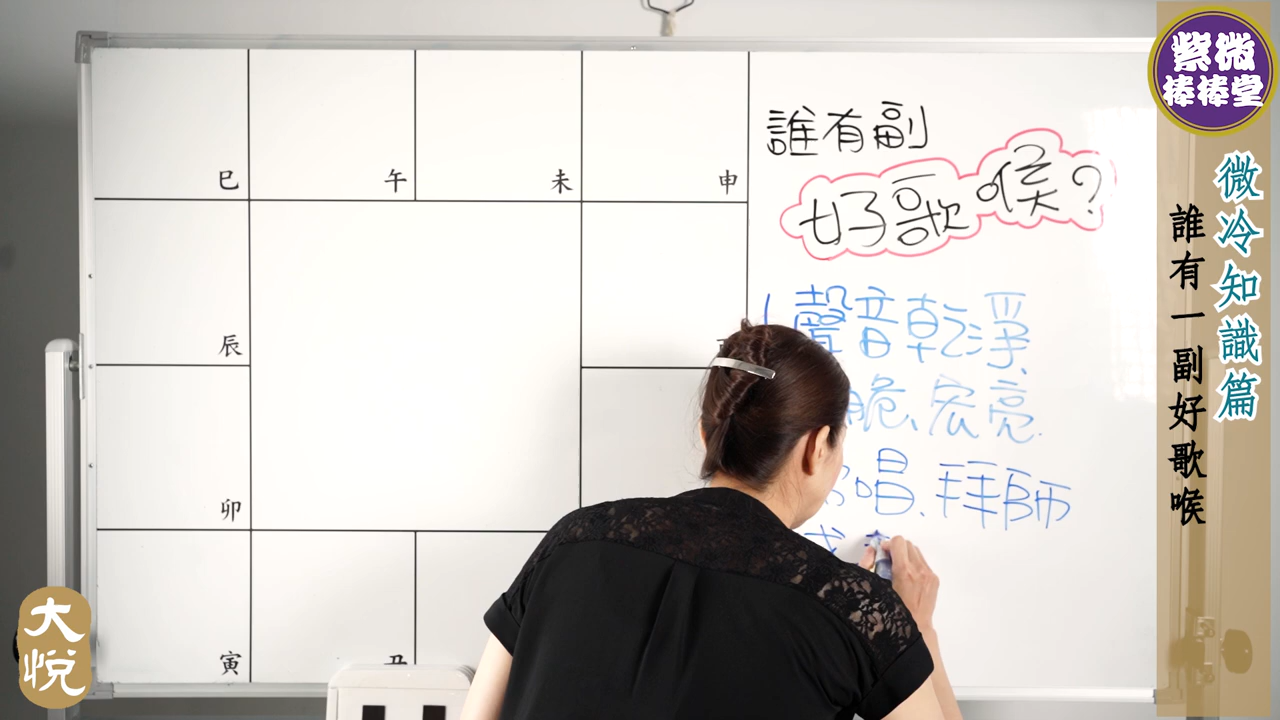 巳
午
未
申
辰
卯
寅
丑
誰有副
好歌喉?
1 聲音乾淨、
脆、宏亮.
唱、拜師
紫微
棒棒堂
微冷知識篇
誰有一副好歌喉
大悅